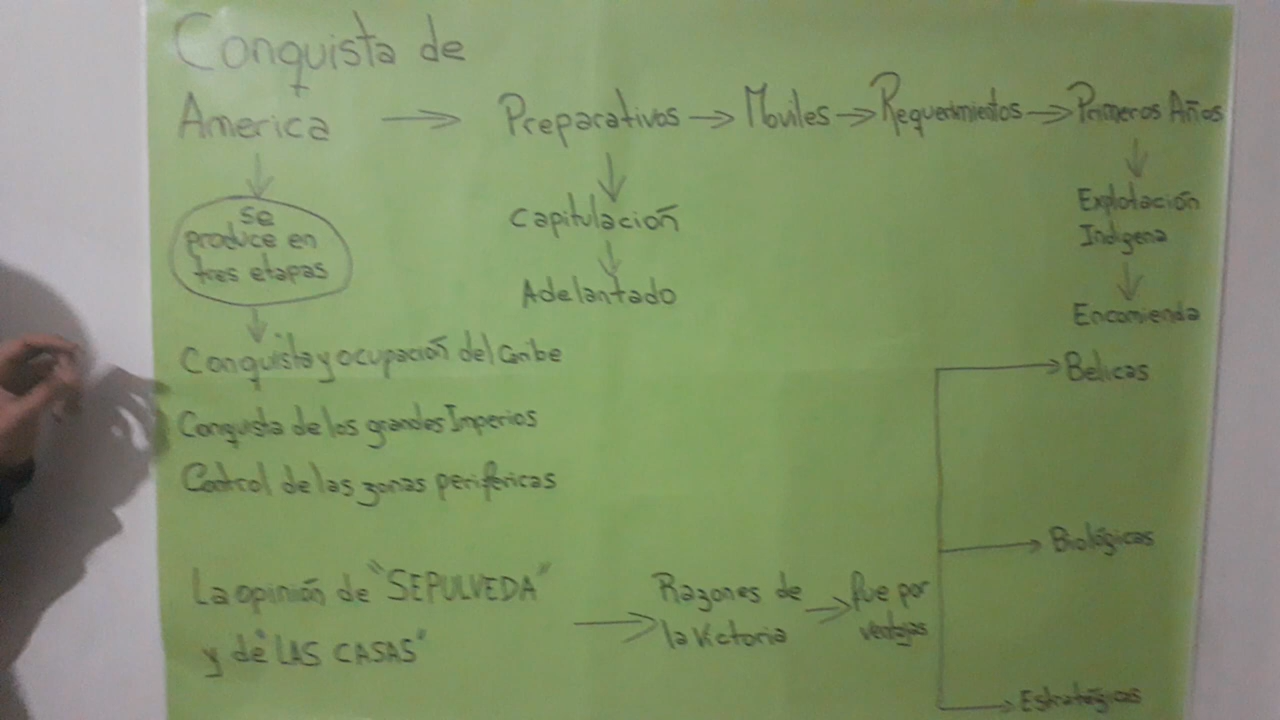 Conquista de
America → Preparativos → Moviles → Requerimientos → Primeros Años
se
produce en
tres etapas
Capitulación
Adelantado
Explotación
Indigena
Encomienda
Conquista y ocupación del Caribe
Conquista de los grandes Imperios
Control de las zonas perifericas
La opinión de "SEPULVEDA"
y de "LAS CASAS"
Razones de
la Victoria
fue por
ventajas
Belicas
Biológicas
Estratégicas